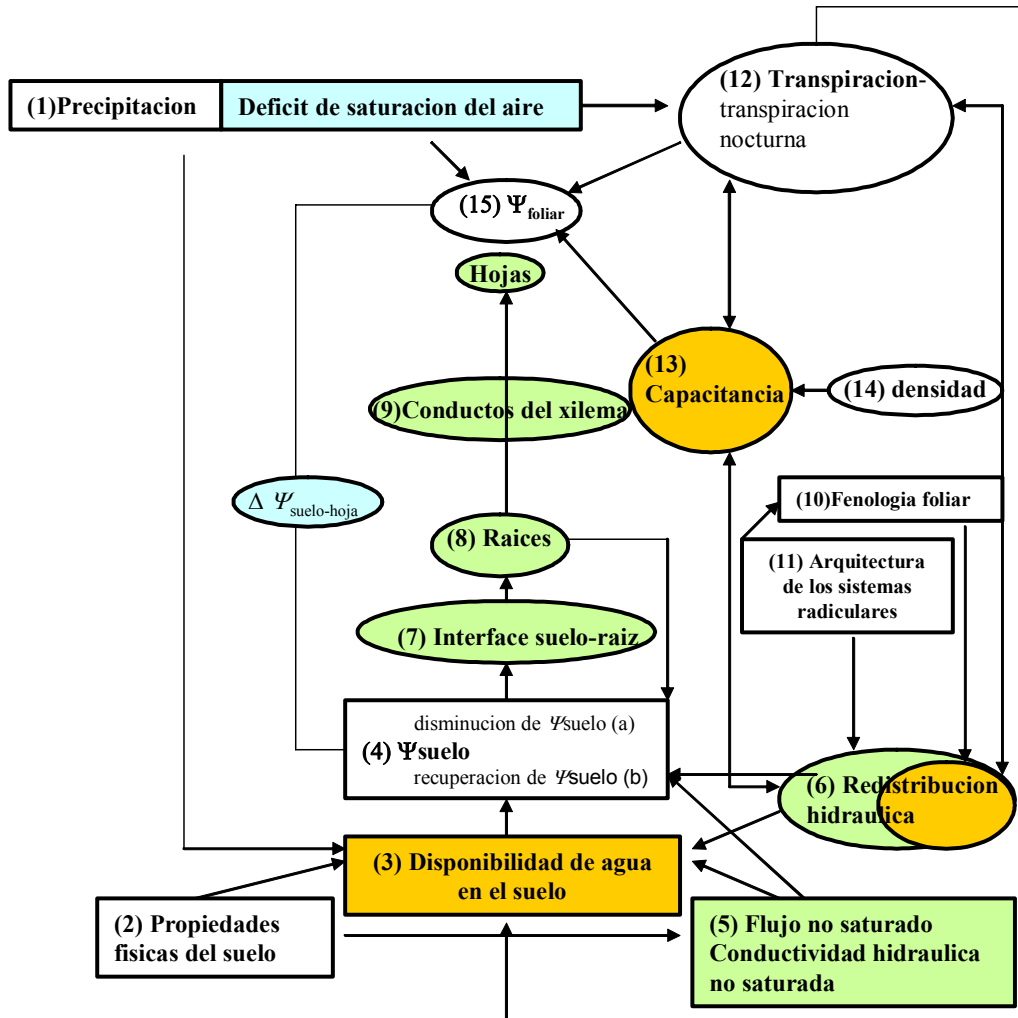 (1)Precipitacion
Deficit de saturacion del aire
(12) Transpiracion-
transpiracion
nocturna
(15) Ψfoliar
Hojas
(13)
Capacitancia
(14) densidad
(9)Conductos del xilema
Δ Ψsuelo-hoja
(10)Fenologia foliar
(8) Raices
(11) Arquitectura
de los sistemas
radiculares
(7) Interface suelo-raiz
disminucion de Ψsuelo (a)
(4) Ψsuelo
recuperacion de Ψsuelo (b)
(6) Redistribucion
hidraulica
(3) Disponibilidad de agua
en el suelo
(2) Propiedades
fisicas del suelo
(5) Flujo no saturado
Conductividad hidraulica
no saturada